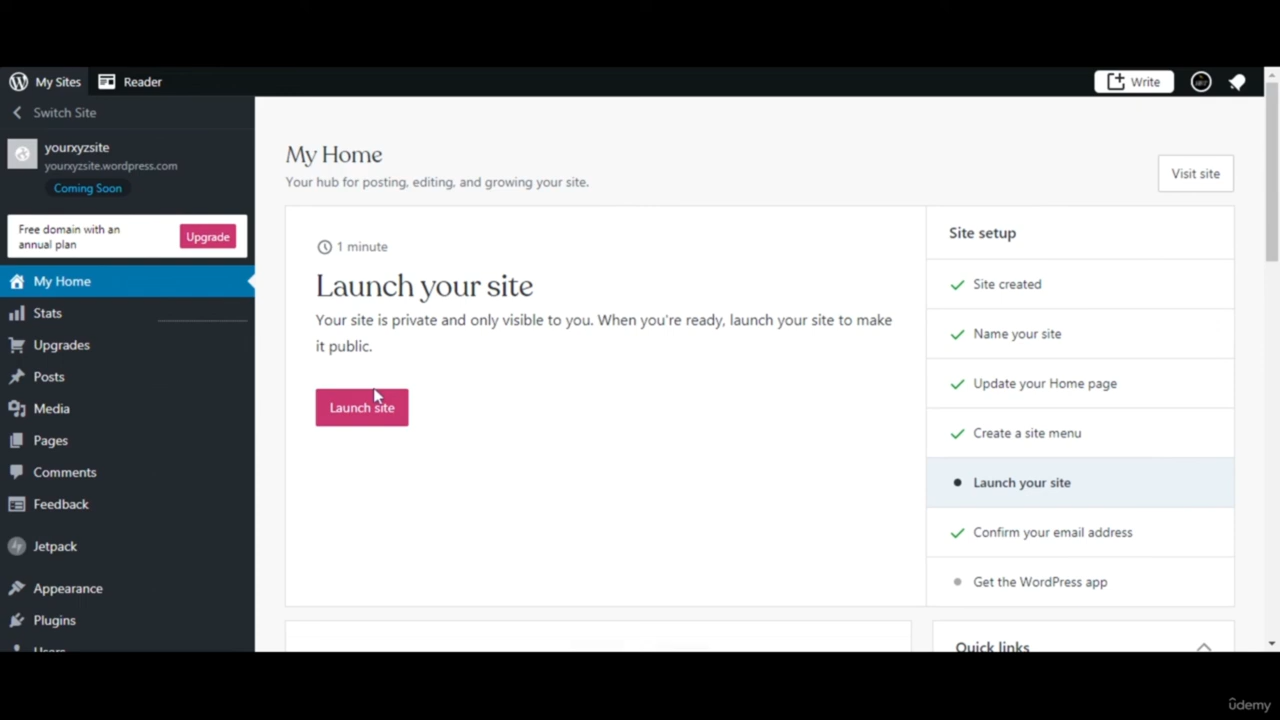 My Sites
Reader
Write
Switch Site
yourxyzsite
yourxyzsite.wordpress.com
Coming Soon
Free domain with an
annual plan
Upgrade
My Home
Stats
Upgrades
Posts
Media
Pages
Comments
Feedback
Jetpack
Appearance
Plugins
Users
My Home
Your hub for posting, editing, and growing your site.
Visit site
1 minute
Launch your site
Your site is private and only visible to you. When you're ready, launch your site to make
it public.
Launch site
Site setup
Site created
Name your site
Update your Home page
Create a site menu
Launch your site
Confirm your email address
Get the WordPress app
Quick links
ûdemy